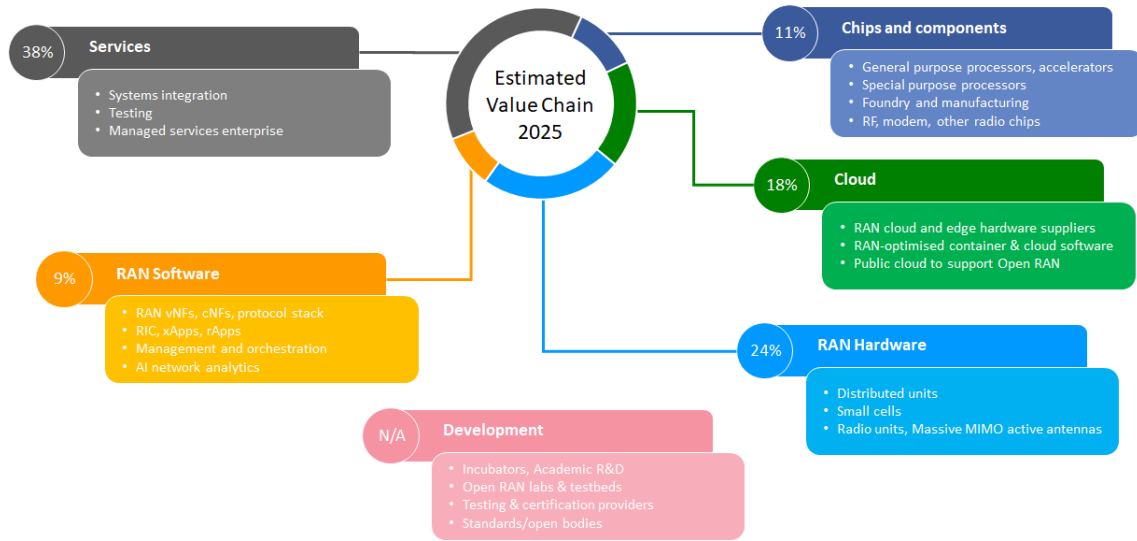 Estimated
Value Chain
2025
38%
Services
• Systems integration
• Testing
• Managed services enterprise
11%
Chips and components
• General purpose processors, accelerators
• Special purpose processors
• Foundry and manufacturing
• RF, modem, other radio chips
18%
Cloud
• RAN cloud and edge hardware suppliers
• RAN-optimised container & cloud software
• Public cloud to support Open RAN
9%
RAN Software
• RAN vNFs, cNFs, protocol stack
• RIC, xApps, rApps
• Management and orchestration
• AI network analytics
24%
RAN Hardware
• Distributed units
• Small cells
• Radio units, Massive MIMO active antennas
N/A
Development
• Incubators, Academic R&D
• Open RAN labs & testbeds
• Testing & certification providers
• Standards/open bodies